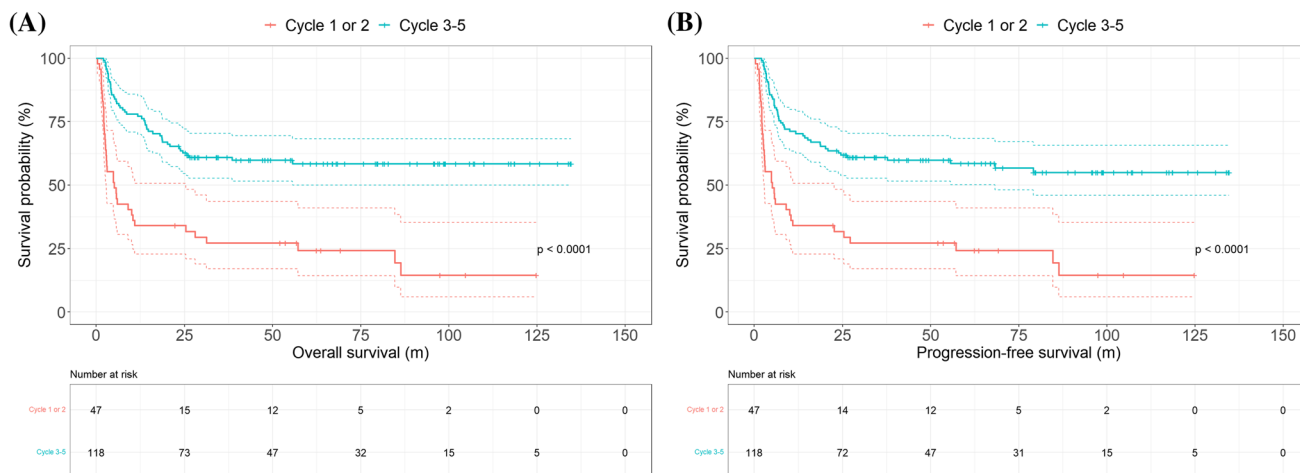 (A)
Cycle 1 or 2 Cycle 3-5
Survival probability (%)
100
75
50
25
0
p < 0.0001
0 25 50 75 100 125 150
Overall survival (m)
Number at risk
Cycle 1 or 2 47 15 12 5 2 0 0
Cycle 3-5 118 73 47 32 15 5 0
(B)
Cycle 1 or 2 Cycle 3-5
Survival probability (%)
100
75
50
25
0
p < 0.0001
0 25 50 75 100 125 150
Progression-free survival (m)
Number at risk
Cycle 1 or 2 47 14 12 5 2 0 0
Cycle 3-5 118 72 47 31 15 5 0